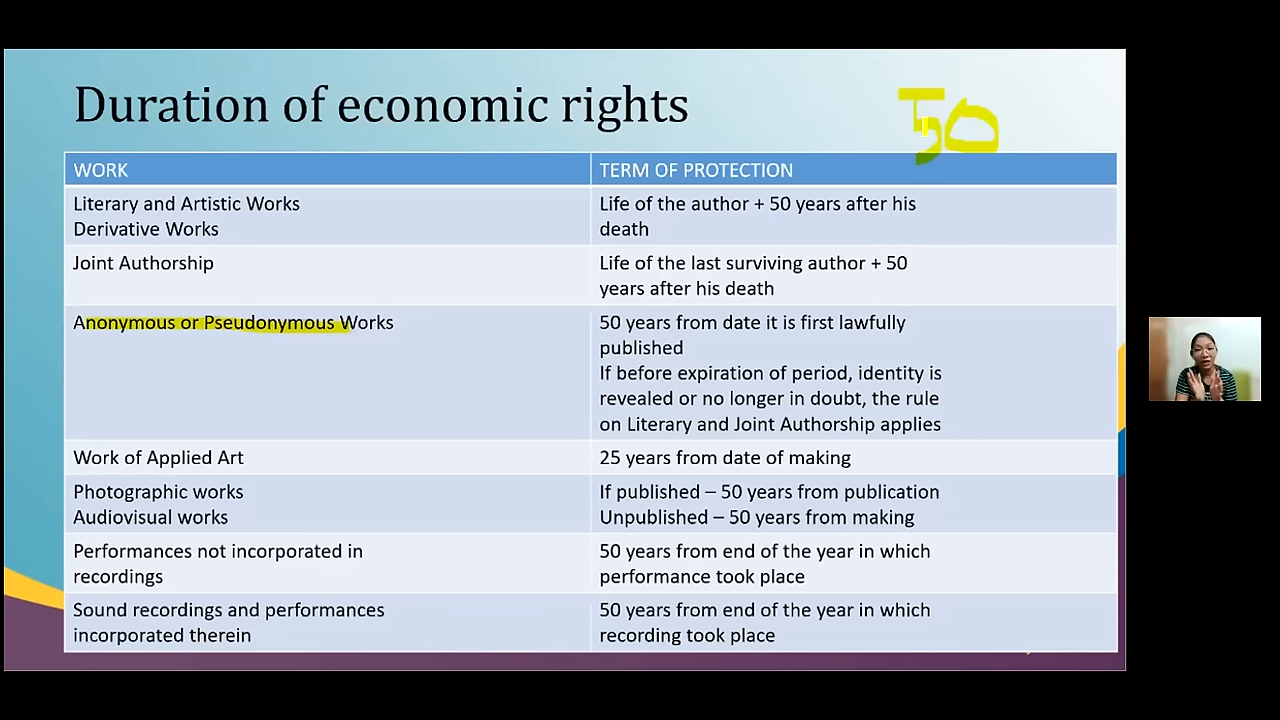 Duration of economic rights
50
WORK
TERM OF PROTECTION
Literary and Artistic Works
Derivative Works
Life of the author + 50 years after his
death
Joint Authorship
Life of the last surviving author + 50
years after his death
Anonymous or Pseudonymous Works
50 years from date it is first lawfully
published
If before expiration of period, identity is
revealed or no longer in doubt, the rule
on Literary and Joint Authorship applies
Work of Applied Art
25 years from date of making
Photographic works
Audiovisual works
If published – 50 years from publication
Unpublished – 50 years from making
Performances not incorporated in
recordings
50 years from end of the year in which
performance took place
Sound recordings and performances
incorporated therein
50 years from end of the year in which
recording took place